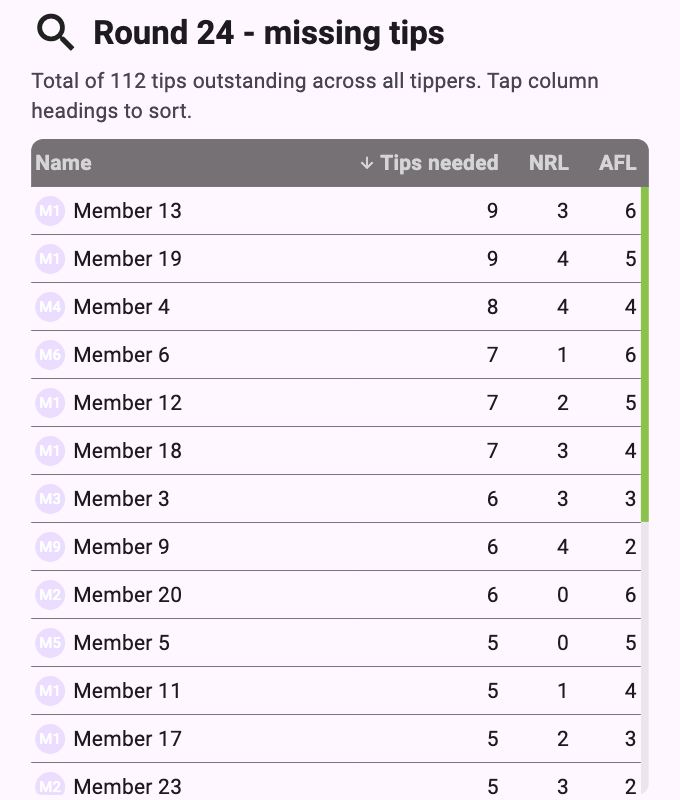 Round 24 - missing tips
Total of 112 tips outstanding across all tippers. Tap column
headings to sort.
Name ↓ Tips needed NRL AFL
M1 Member 13 9 3 6
M1 Member 19 9 4 5
M4 Member 4 8 4 4
M6 Member 6 7 1 6
M1 Member 12 7 2 5
M1 Member 18 7 3 4
M3 Member 3 6 3 3
M9 Member 9 6 4 2
M2 Member 20 6 0 6
M5 Member 5 5 0 5
M1 Member 11 5 1 4
M1 Member 17 5 2 3
M2 Member 23 5 3 2